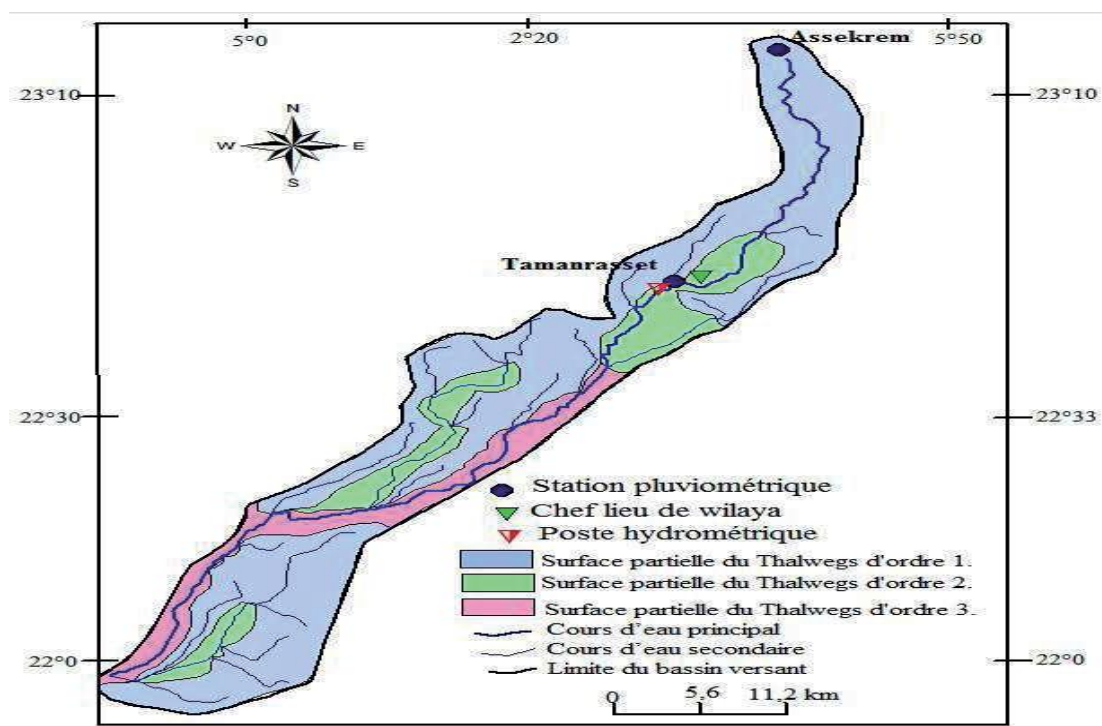 5°0 2°20 5°50
Assekrem
23°10 23°10
N
W E
S
Tamanrasset
22°30 22°33
Station pluviométrique
Chef lieu de wilaya
Poste hydrométrique
Surface partielle du Thalwegs d'ordre 1.
Surface partielle du Thalwegs d'ordre 2.
Surface partielle du Thalwegs d'ordre 3.
Cours d'eau principal
Cours d'eau secondaire
Limite du bassin versant
22°0 22°0
0 5,6 11,2 km